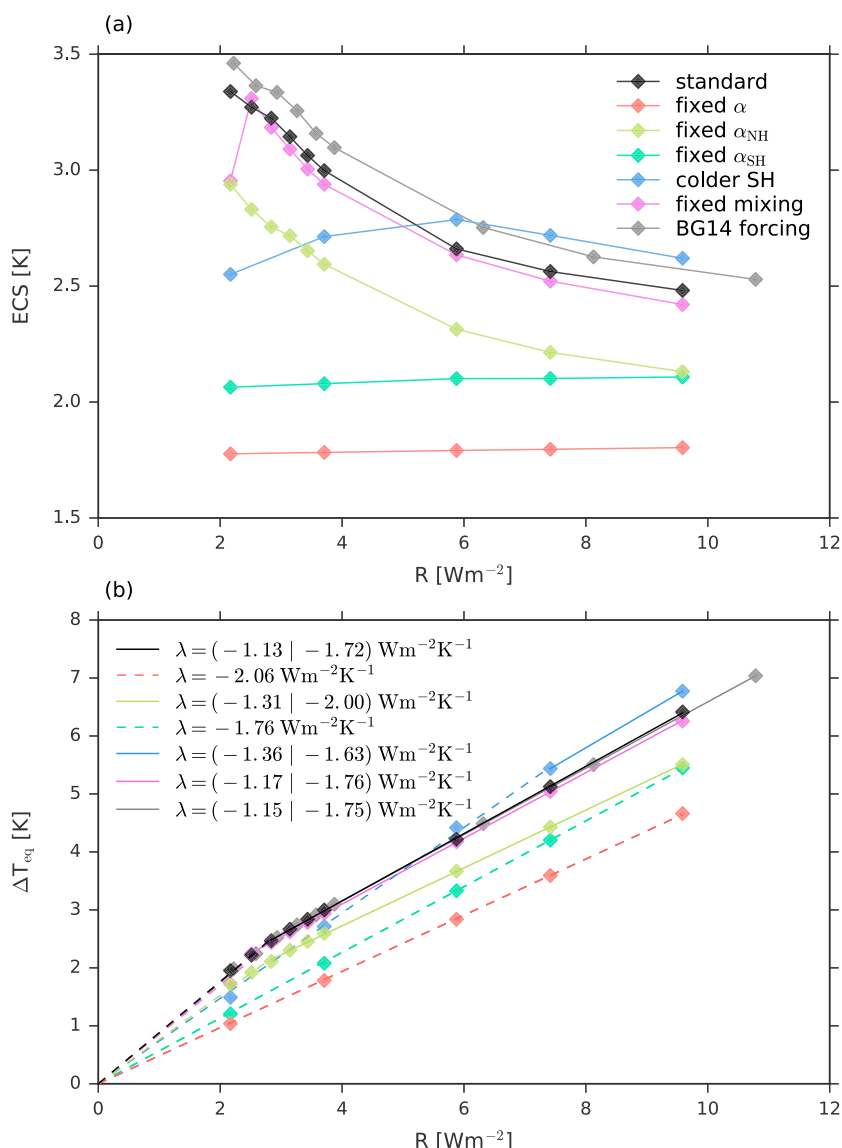 (a)
3.5
3.0
2.5
2.0
1.5
ECS [K]
standard
fixed α
fixed α_NH
fixed α_SH
colder SH
fixed mixing
BG14 forcing
0 2 4 6 8 10 12
R [Wm⁻²]
(b)
8
7
6
5
4
3
2
1
0
ΔT_eq [K]
λ = (−1.13 | −1.72) Wm⁻²K⁻¹
λ = −2.06 Wm⁻²K⁻¹
λ = (−1.31 | −2.00) Wm⁻²K⁻¹
λ = −1.76 Wm⁻²K⁻¹
λ = (−1.36 | −1.63) Wm⁻²K⁻¹
λ = (−1.17 | −1.76) Wm⁻²K⁻¹
λ = (−1.15 | −1.75) Wm⁻²K⁻¹
0 2 4 6 8 10 12
R [Wm⁻²]